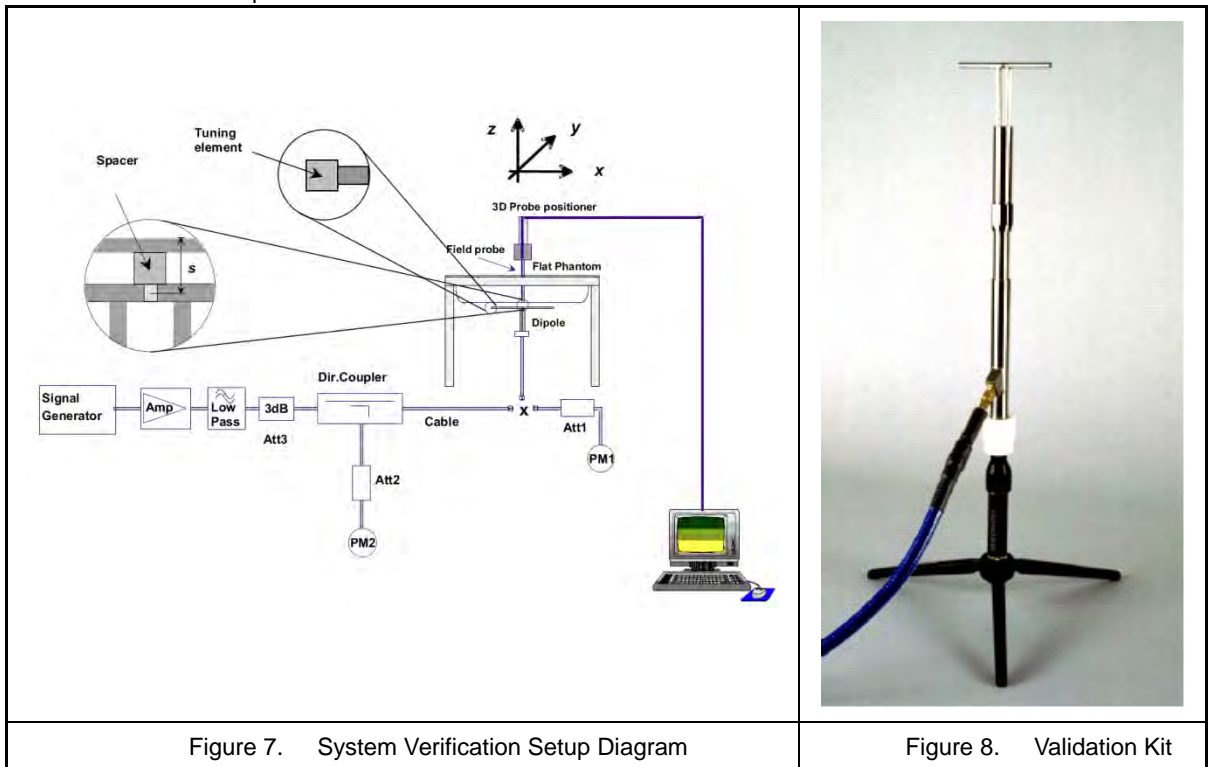 Tuning
element
Spacer
s
z
y
x
3D Probe positioner
Field probe
Flat Phantom
Dipole
Signal
Generator
Amp
Low
Pass
3dB
Att3
Dir.Coupler
Cable
x
Att1
PM1
Att2
PM2
Figure 7. System Verification Setup Diagram
Figure 8. Validation Kit